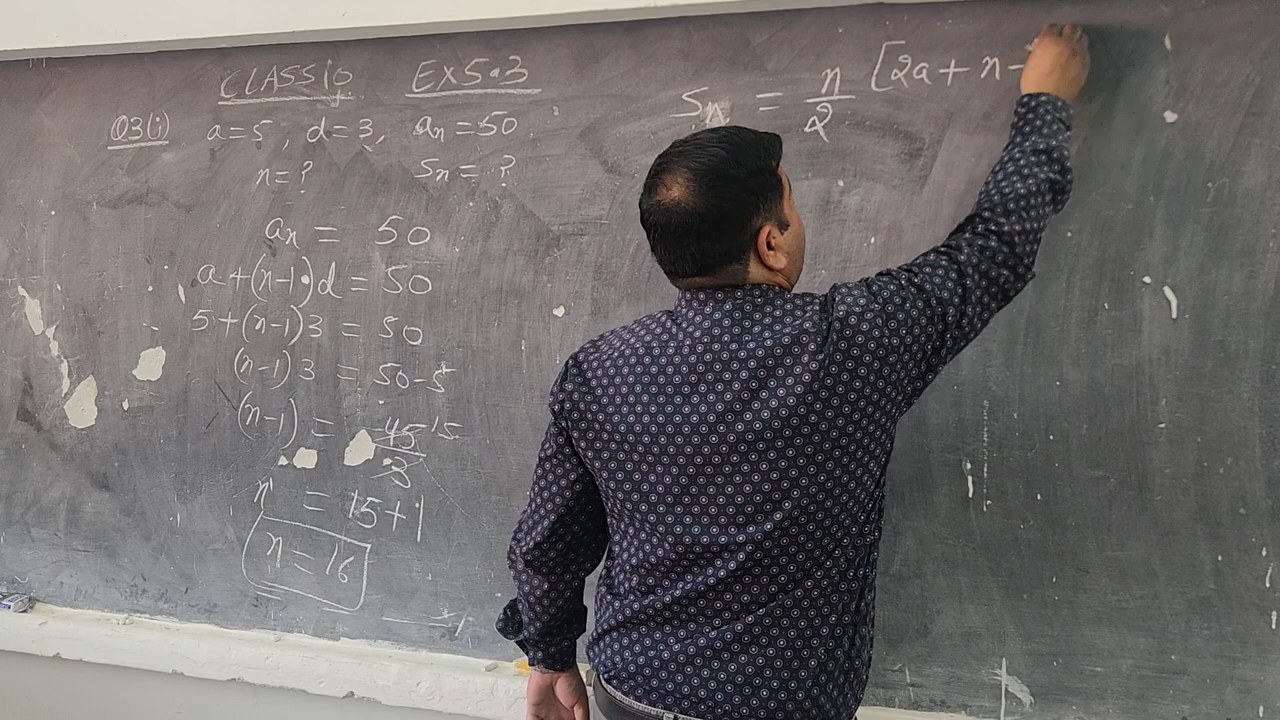 CLASS 10 EX 5.3
Q3(i) a=5, d=3, an=50
n=? Sn=?
an = 50
a+(n-1)d=50
5+(n-1)3 = 50
(n-1)3 = 50-5
(n-1) = 45/3 15
n = 15+1
n=16
Sn = n/2 [2a+n-